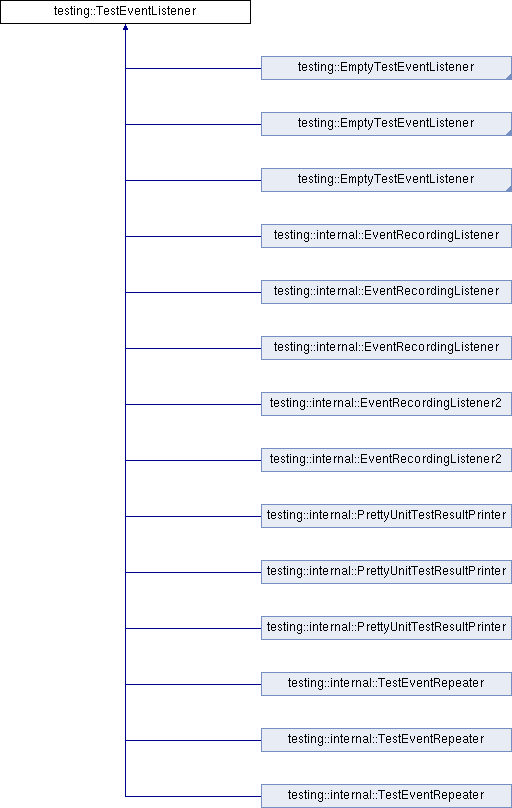 testing::TestEventListener
testing::EmptyTestEventListener
testing::EmptyTestEventListener
testing::EmptyTestEventListener
testing::internal::EventRecordingListener
testing::internal::EventRecordingListener
testing::internal::EventRecordingListener
testing::internal::EventRecordingListener2
testing::internal::EventRecordingListener2
testing::internal::PrettyUnitTestResultPrinter
testing::internal::PrettyUnitTestResultPrinter
testing::internal::PrettyUnitTestResultPrinter
testing::internal::TestEventRepeater
testing::internal::TestEventRepeater
testing::internal::TestEventRepeater